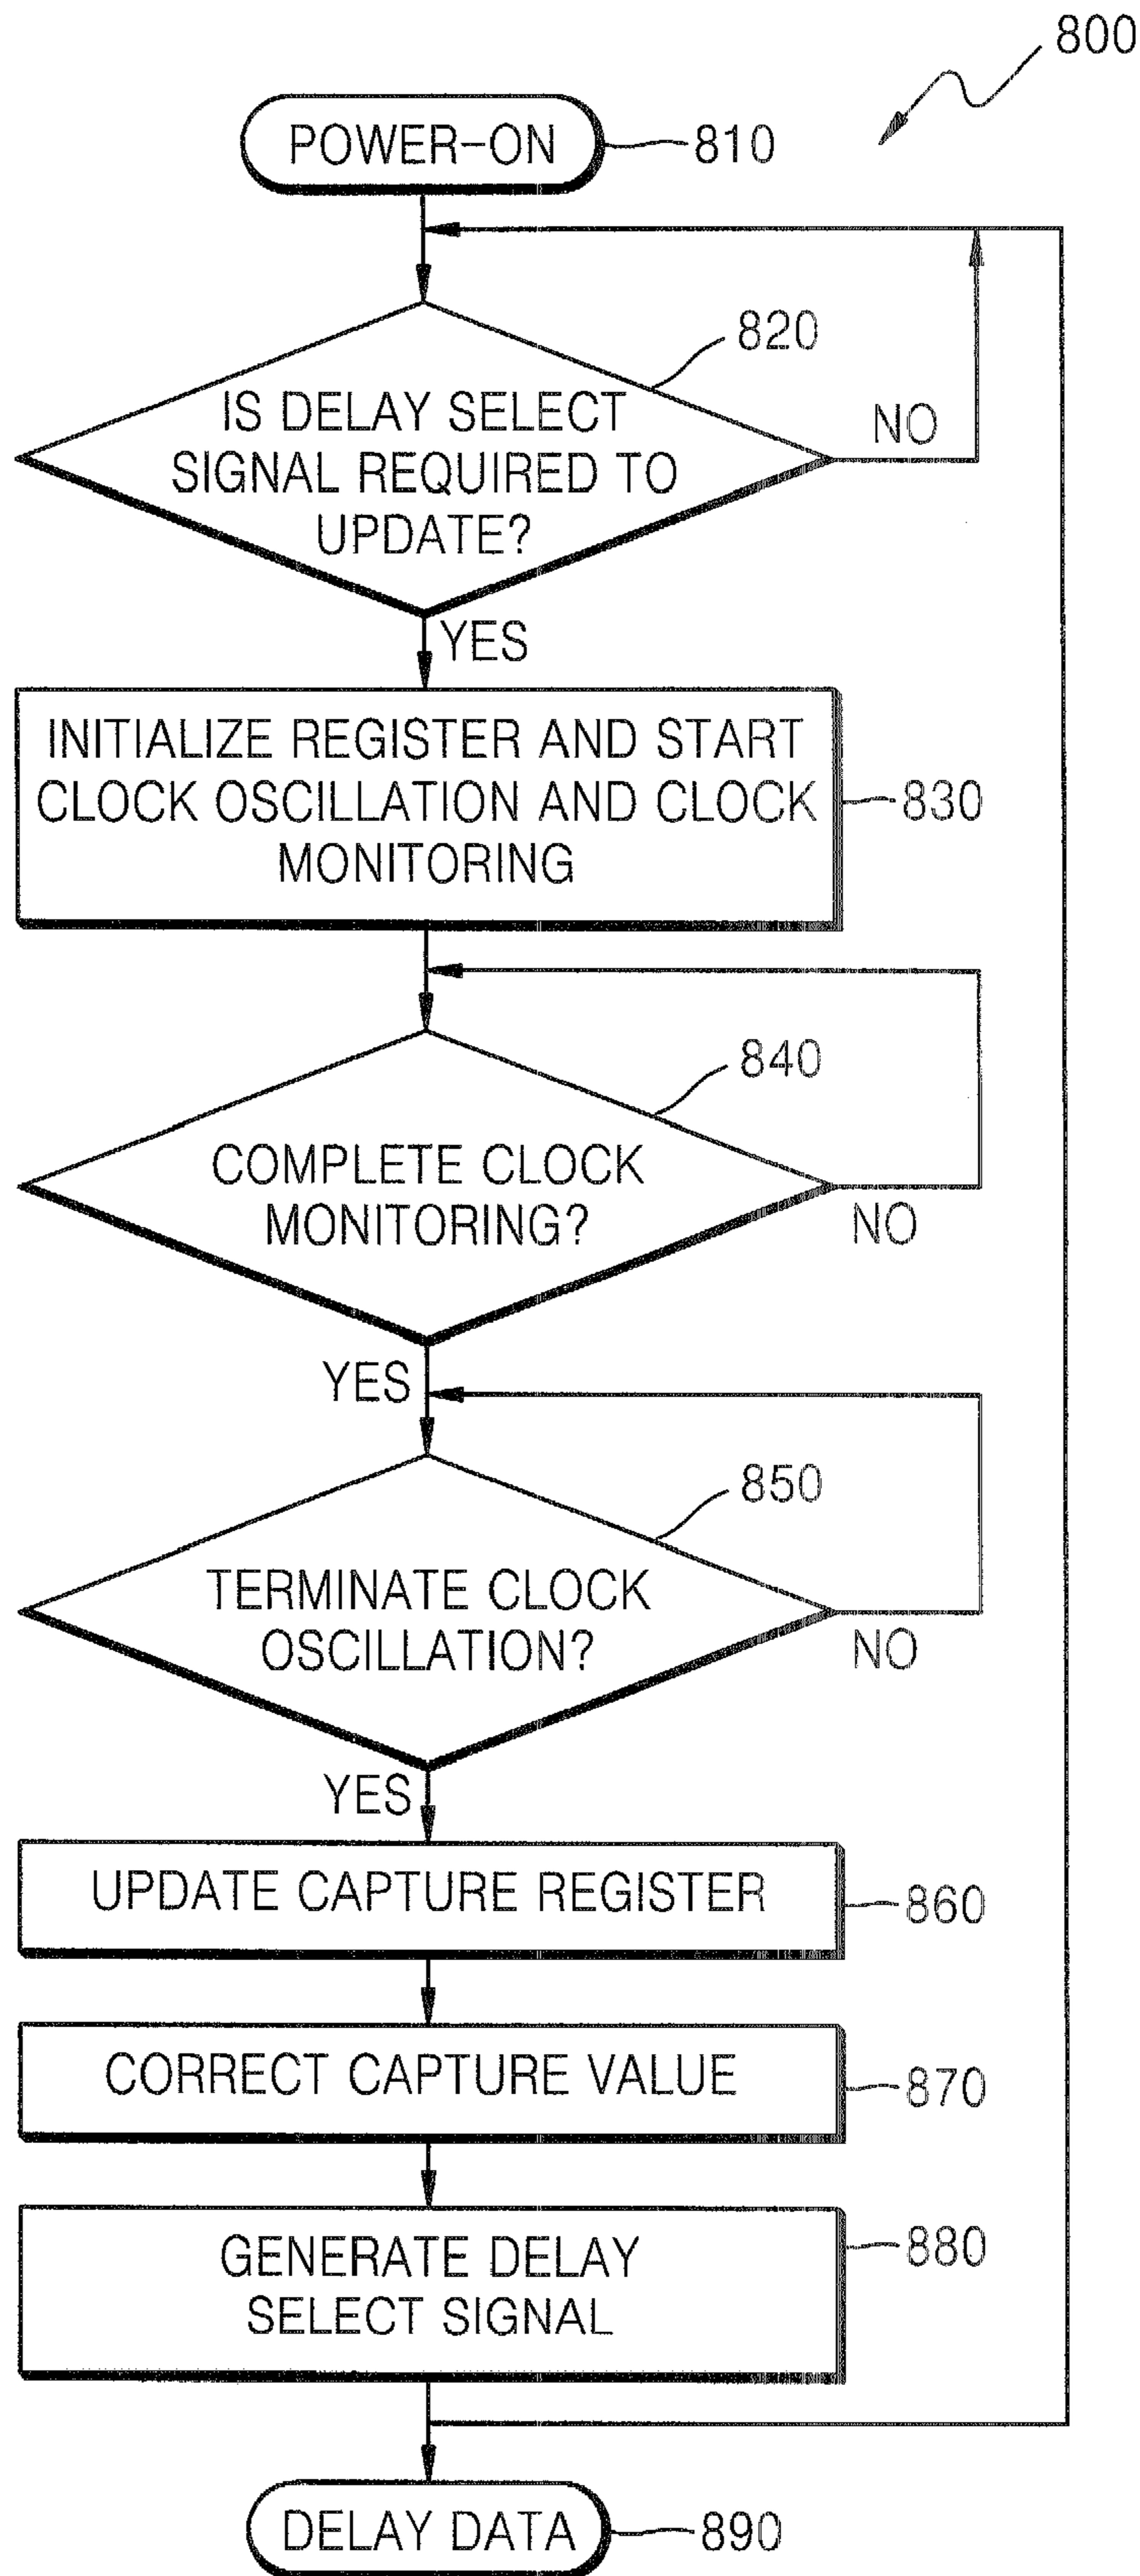 800
POWER-ON
810
820
IS DELAY SELECT
SIGNAL REQUIRED TO
UPDATE?
NO
YES
INITIALIZE REGISTER AND START
CLOCK OSCILLATION AND CLOCK
MONITORING
830
840
COMPLETE CLOCK
MONITORING?
NO
YES
850
TERMINATE CLOCK
OSCILLATION?
NO
YES
UPDATE CAPTURE REGISTER
860
CORRECT CAPTURE VALUE
870
GENERATE DELAY
SELECT SIGNAL
880
DELAY DATA
890